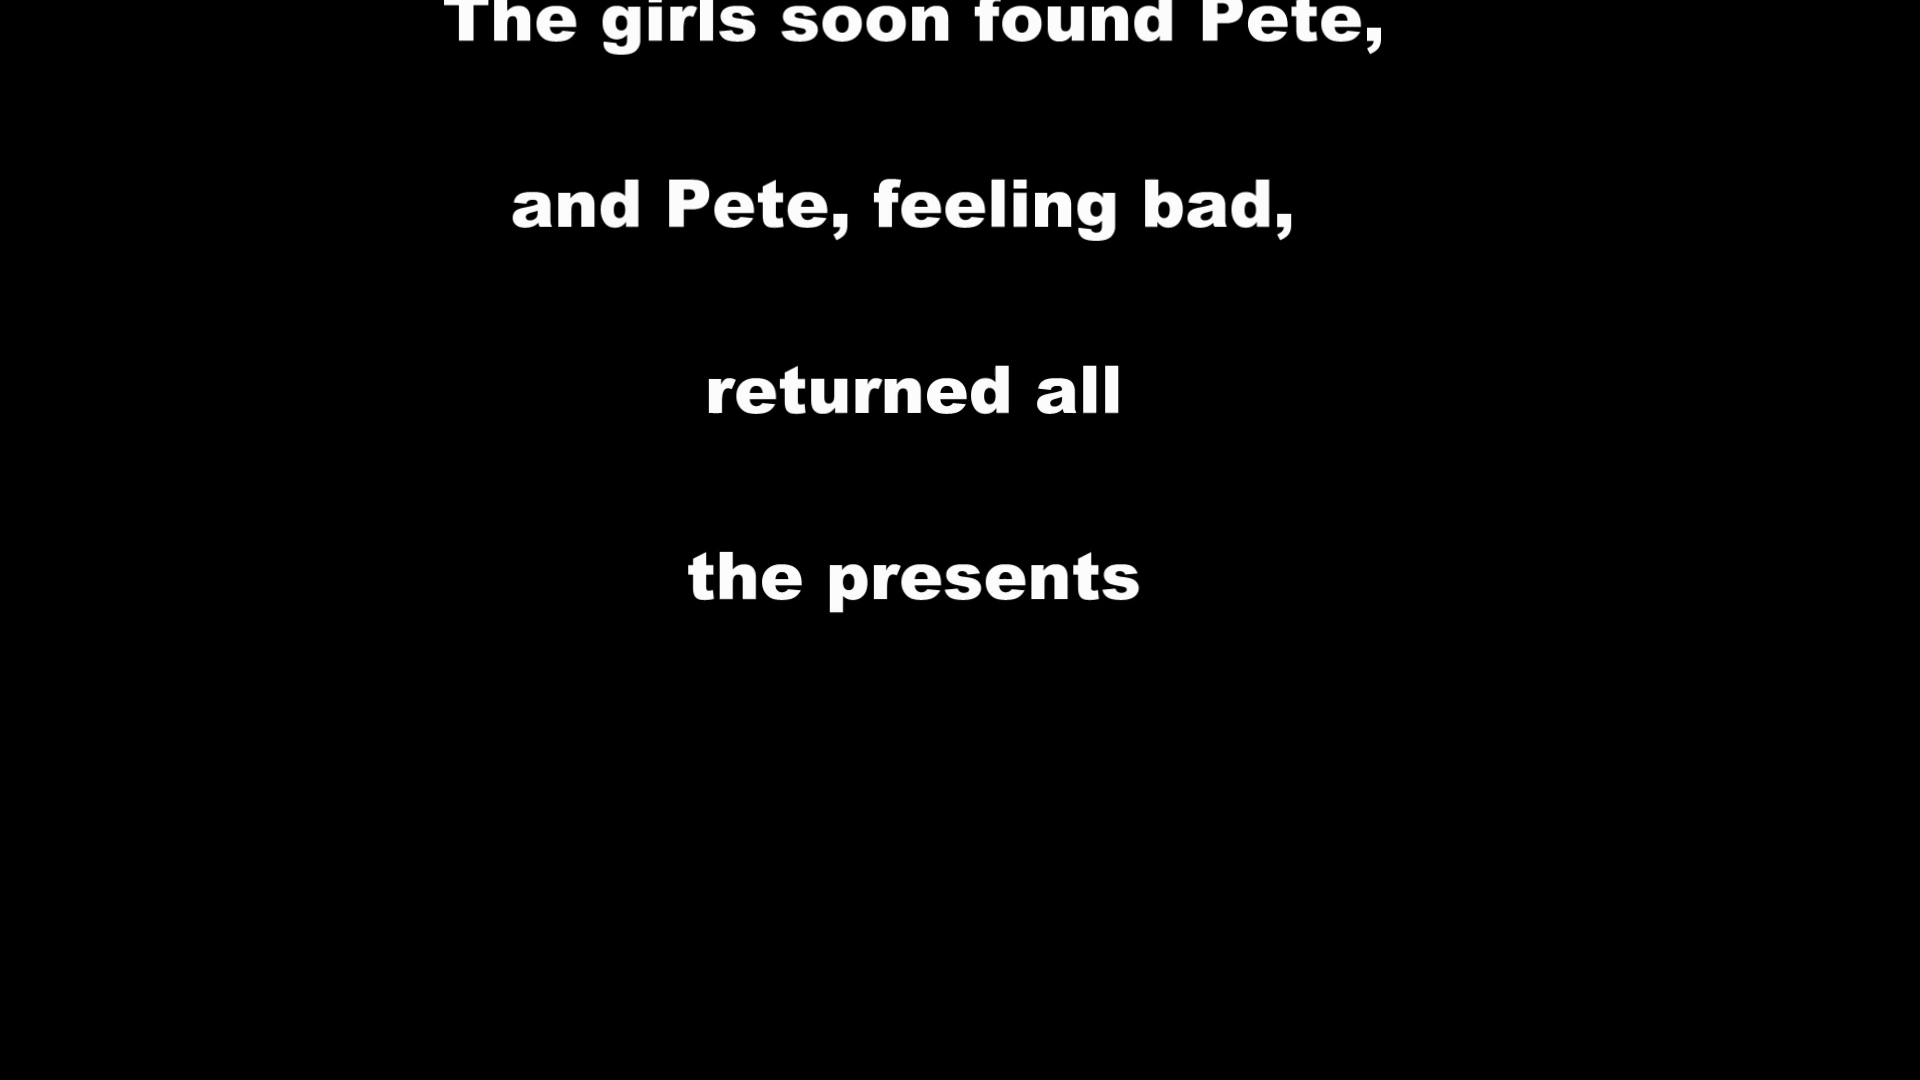 The girls soon found Pete,
and Pete, feeling bad,
returned all
the presents